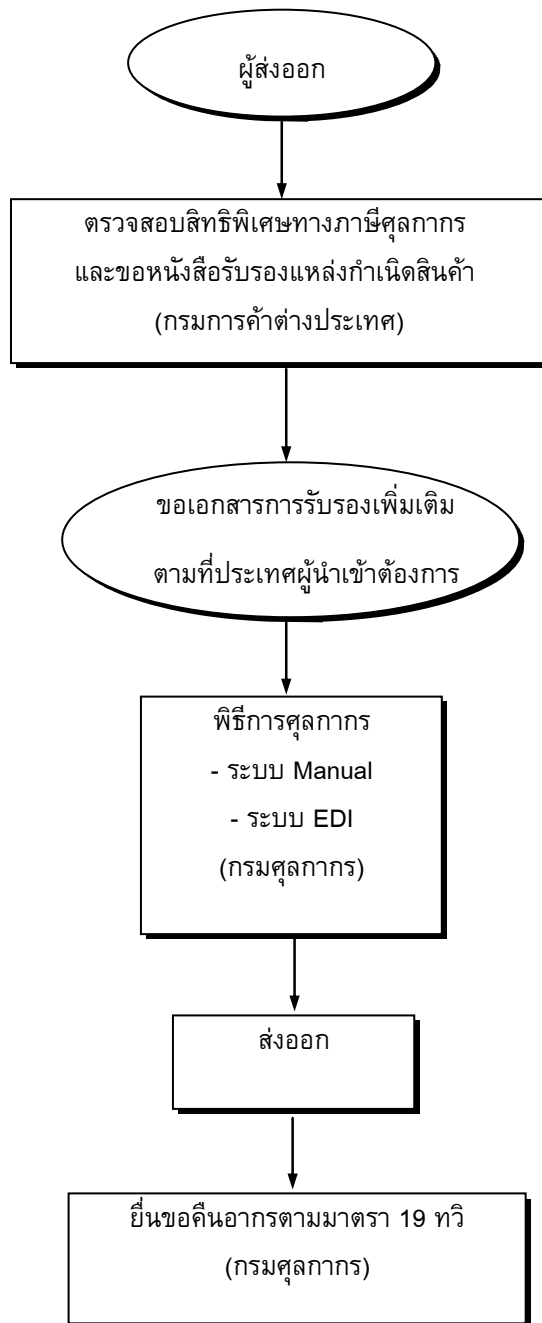 ผู้ส่งออก
ตรวจสอบสิทธิพิเศษทางภาษีศุลกากร
และขอหนังสือรับรองแหล่งกำเนิดสินค้า
(กรมการค้าต่างประเทศ)
ขอเอกสารการรับรองเพิ่มเติม
ตามที่ประเทศผู้นำเข้าต้องการ
พิธีการศุลกากร
- ระบบ Manual
- ระบบ EDI
(กรมศุลกากร)
ส่งออก
ยื่นขอคืนอากรตามมาตรา 19 ทวิ
(กรมศุลกากร)